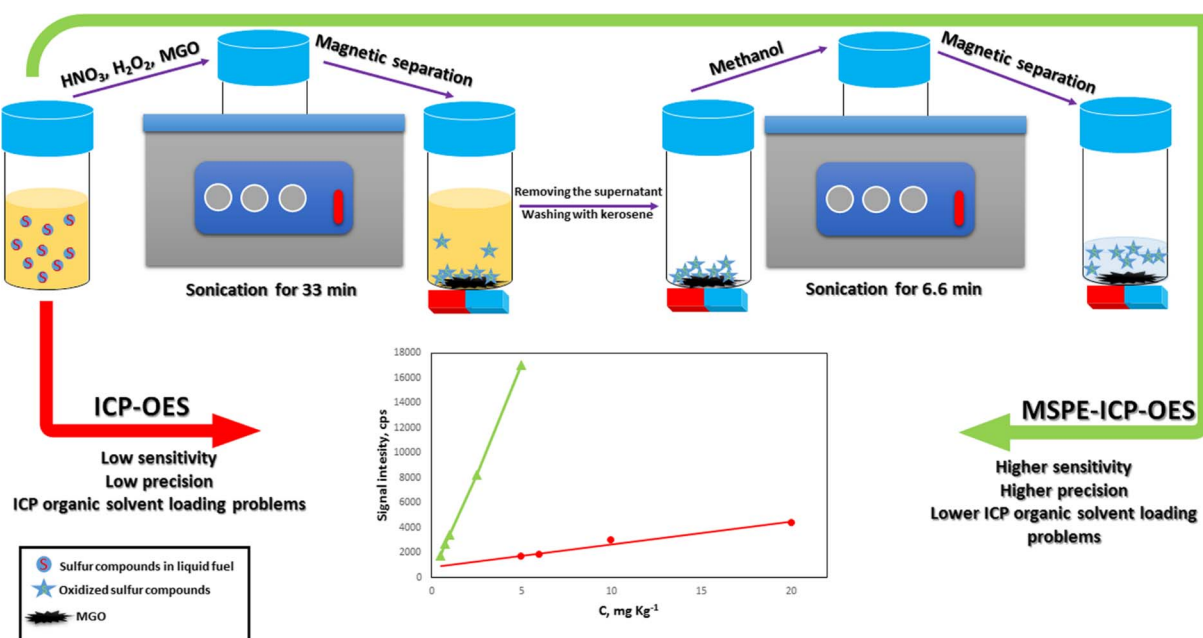 HNO3, H2O2, MGO
Magnetic separation
Methanol
Magnetic separation
Removing the supernatant
Washing with kerosene
Sonication for 33 min
Sonication for 6.6 min
ICP-OES
Low sensitivity
Low precision
ICP organic solvent loading problems
MSPE-ICP-OES
Higher sensitivity
Higher precision
Lower ICP organic solvent loading
problems
Signal intesity, cps
18000
16000
14000
12000
10000
8000
6000
4000
2000
0
0
5
10
15
20
C, mg Kg-1
S Sulfur compounds in liquid fuel
Oxidized sulfur compounds
MGO